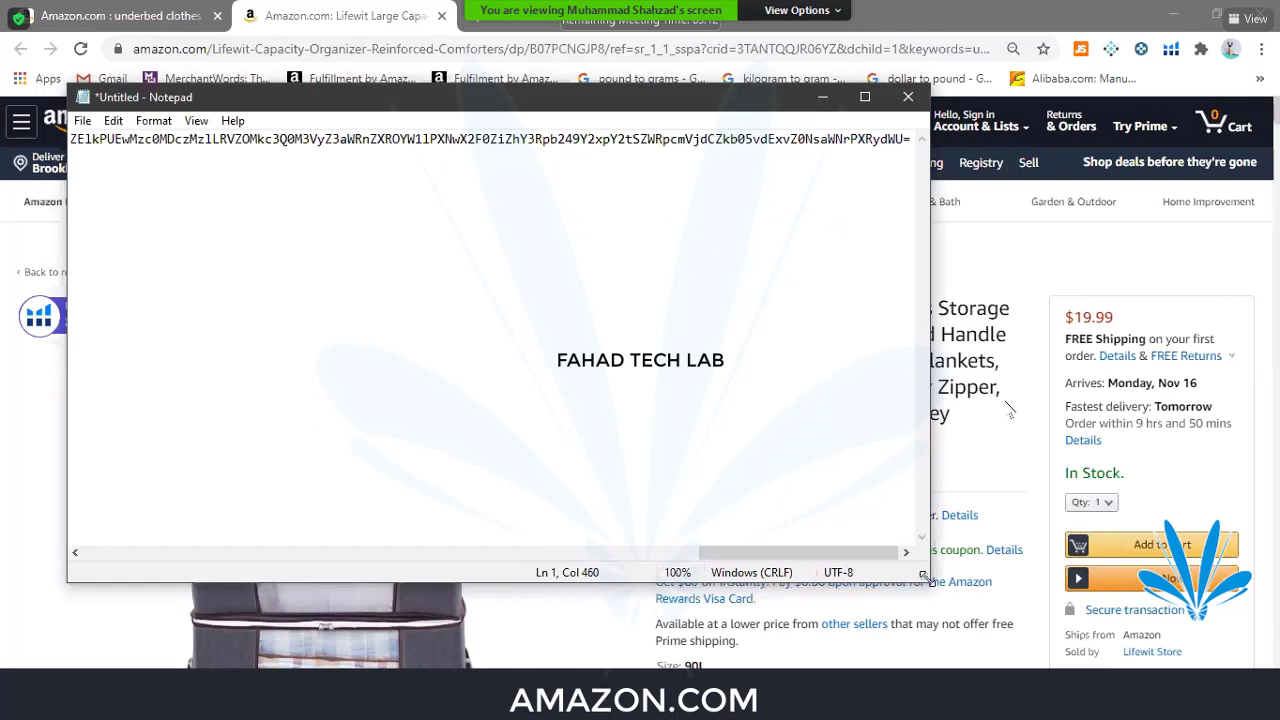 Amazon.com : underbed clothes
Amazon.com: Lifewit Large Capa
You are viewing Muhammad Shahzad's screen
View Options
View
amazon.com/Lifewit-Capacity-Organizer-Reinforced-Comforters/dp/B07PCNGJP8/ref=sr_1_1_sspa?crid=3TANTQQJR06YZ&dchild=1&keywords=u...
Apps
Gmail
MerchantWords: Th...
Fulfillment by Amaz...
Fulfilment by Amaz...
pound to grams - G...
kilogram to gram -...
dollar to pound - G...
Alibaba.com: Manu...
»
*Untitled - Notepad
File Edit Format View Help
Hello, Sign in
Account & Lists
Returns
& Orders
Try Prime
0
Cart
Deliver
Brookl
Registry
Sell
Shop deals before they're gone
Amazon
& Bath
Garden & Outdoor
Home Improvement
‹ Back to re
s Storage
d Handle
lankets,
Zipper,
ey
FAHAD TECH LAB
$19.99
FREE Shipping on your first
order. Details & FREE Returns
Arrives: Monday, Nov 16
Fastest delivery: Tomorrow
Order within 9 hrs and 50 mins
Details
In Stock.
Qty: 1
r. Details
s coupon. Details
Ln 1, Col 460
100%
Windows (CRLF)
UTF-8
Rewards Visa Card.
Available at a lower price from other sellers that may not offer free
Prime shipping.
Size: 90L
Secure transaction
Ships from Amazon
Sold by Lifewit Store
AMAZON.COM